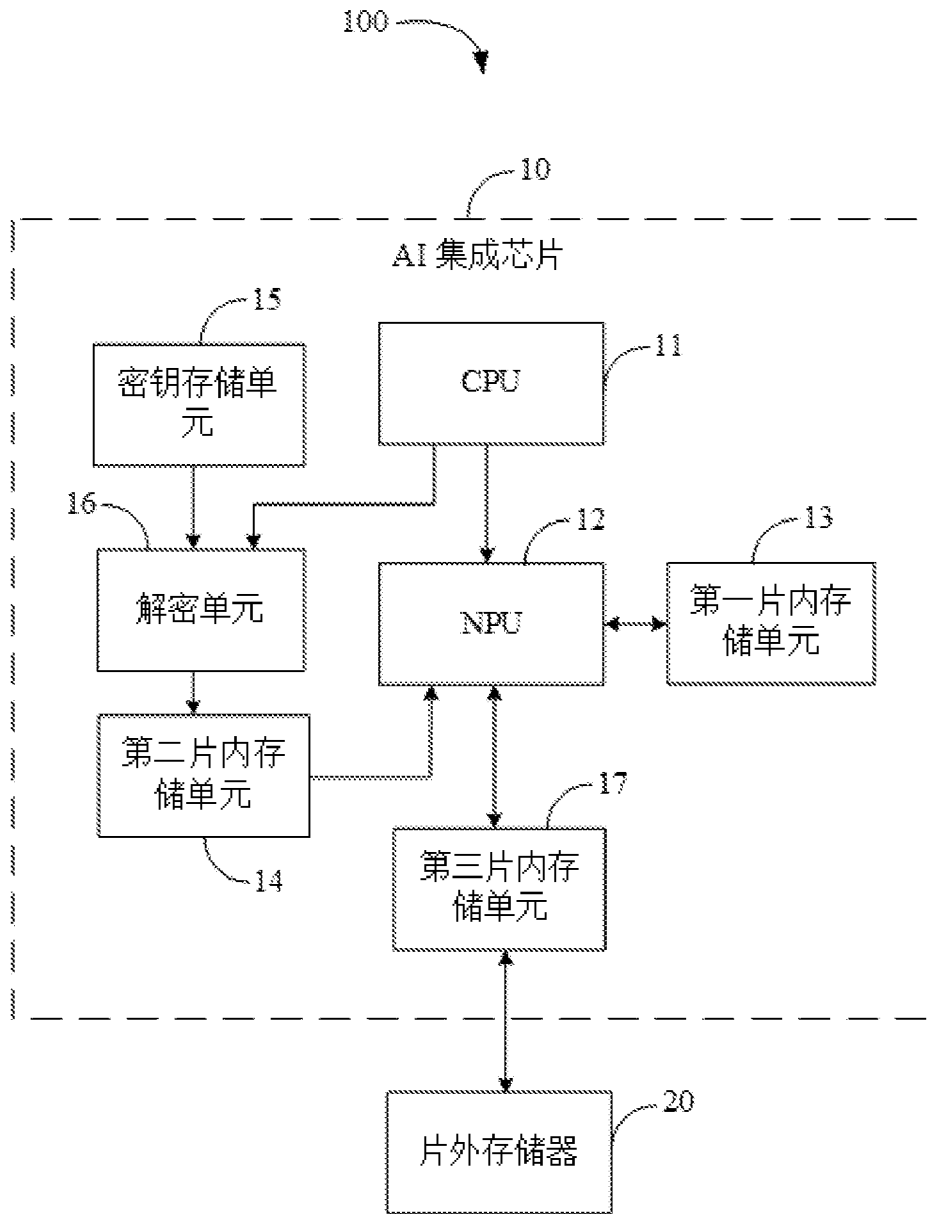 100
10
AI 集成芯片
15
密钥存储单
元
CPU
11
16
解密单元
12
NPU
13
第一片内存
储单元
第二片内存
储单元
14
17
第三片内存
储单元
片外存储器
20